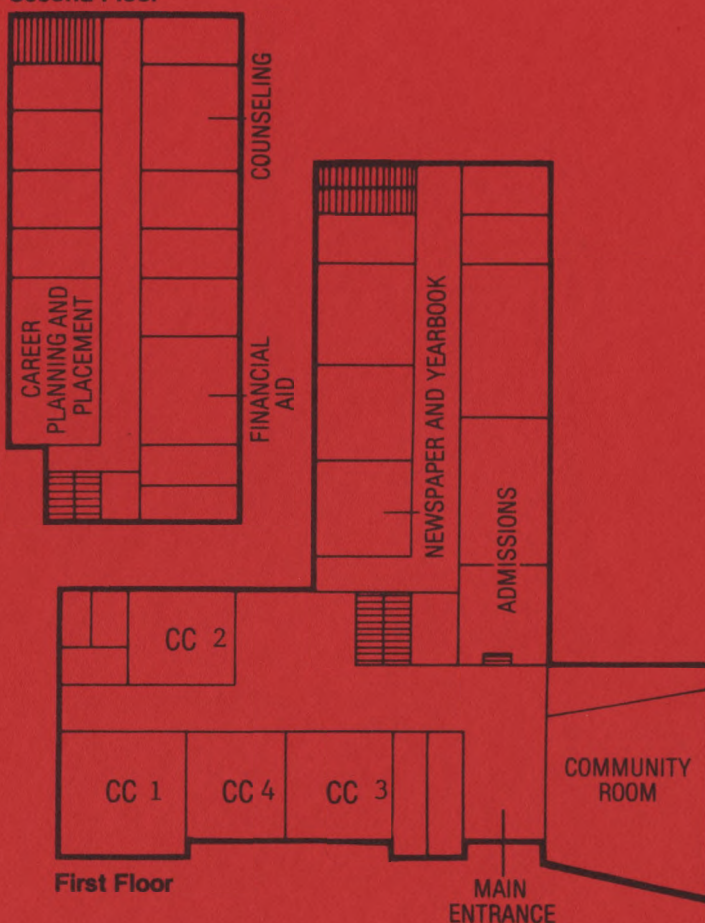 COUNSELING
CAREER
PLANNING AND
PLACEMENT
FINANCIAL
AID
NEWSPAPER AND YEARBOOK
ADMISSIONS
CC 2
CC 1
CC 4
CC 3
COMMUNITY
ROOM
First Floor
MAIN
ENTRANCE